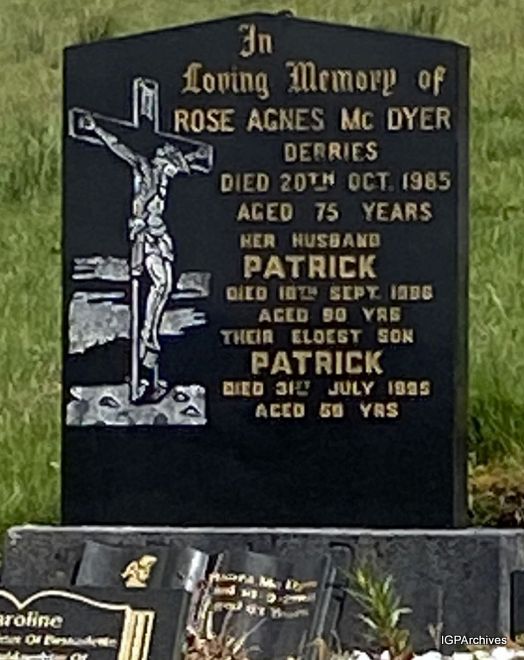 In
Loving Memory of
ROSE AGNES Mc DYER
DERRIES
DIED 20TH OCT. 1985
AGED 75 YEARS
HER HUSBAND
PATRICK
DIED 18TH SEPT. 1986
AGED 90 YRS
THEIR ELDEST SON
PATRICK
DIED 31ST JULY 1995
AGED YRS
aroline
Of
Of
IGPArchives